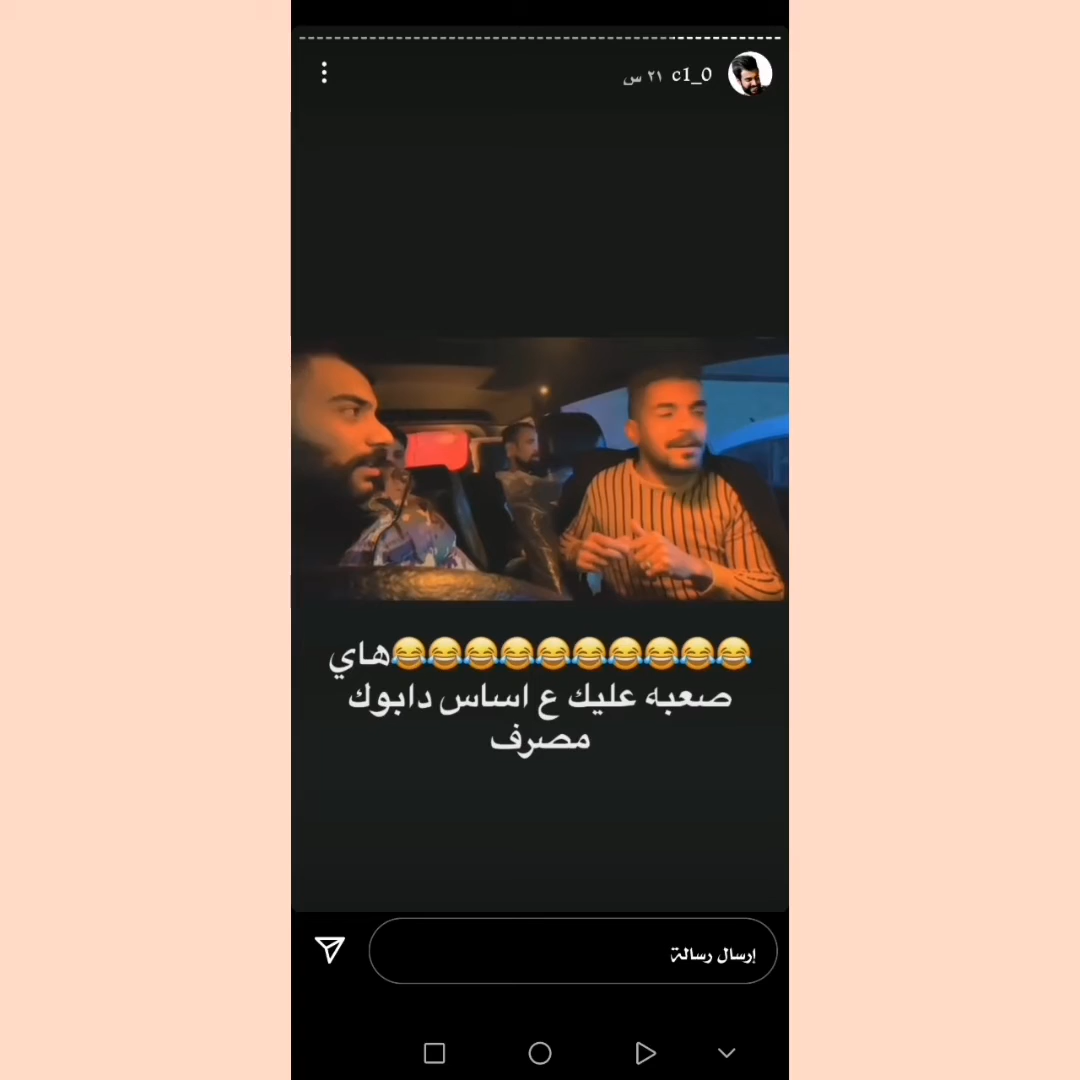 c1_0 ٢١ س
😂😂😂😂😂😂😂😂😂😂هاي
صعبه عليك ع اساس دابوك
مصرف
إرسال رسالة